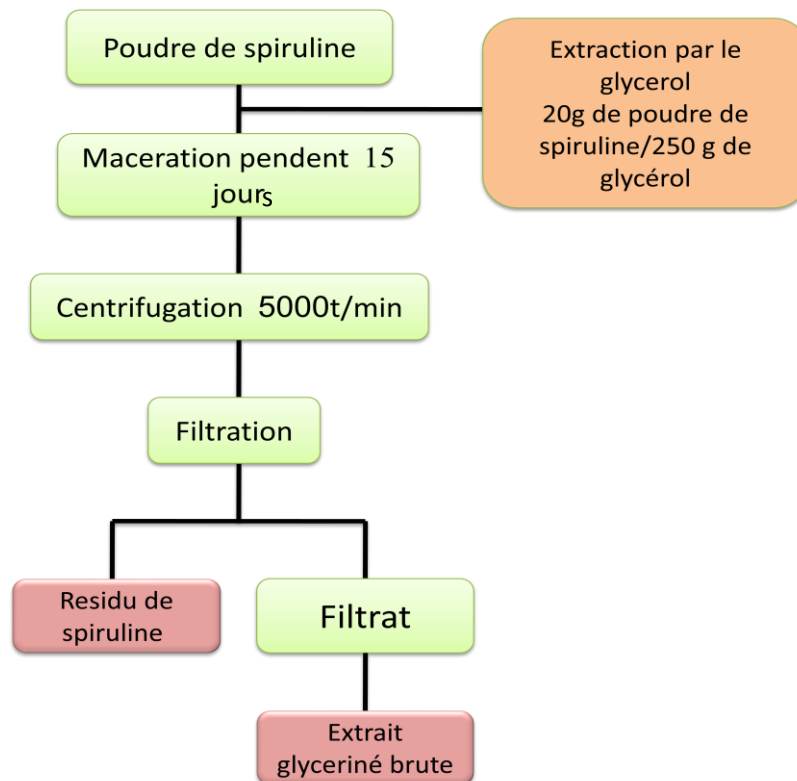 Poudre de spiruline
Extraction par le
glycerol
20g de poudre de
spiruline/250 g de
glycérol
Maceration pendent 15
jours
Centrifugation 5000t/min
Filtration
Residu de
spiruline
Filtrat
Extrait
glyceriné brute